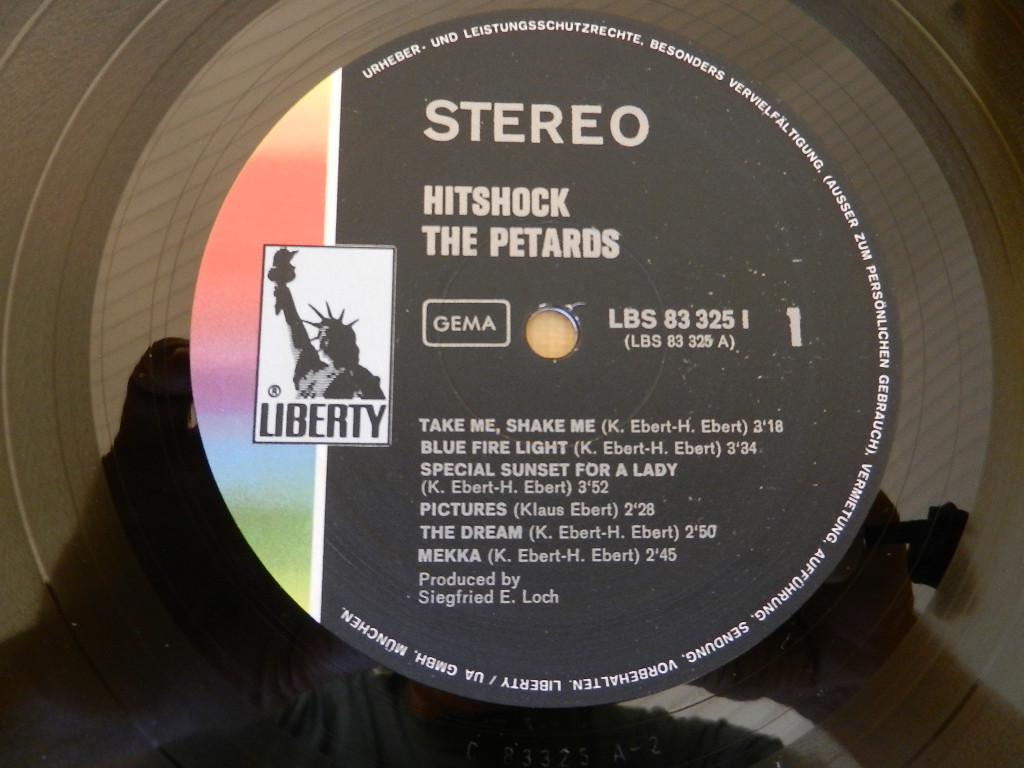 URHEBER- UND LEISTUNGSSCHUTZRECHTE, BESONDERS VERVIELFÄLTIGUNG, (AUSSER ZUM PERSÖNLICHEN GEBRAUCH), VERMIETUNG, AUFFÜHRUNG, SENDUNG, VORBEHALTEN. LIBERTY / UA GMBH, MÜNCHEN.
STEREO
HITSHOCK
THE PETARDS
GEMA
LBS 83 325 I
(LBS 83 325 A)
1
®
LIBERTY
TAKE ME, SHAKE ME (K. Ebert-H. Ebert) 3'18
BLUE FIRE LIGHT (K. Ebert-H. Ebert) 3'34
SPECIAL SUNSET FOR A LADY
(K. Ebert-H. Ebert) 3'52
PICTURES (Klaus Ebert) 2'28
THE DREAM (K. Ebert-H. Ebert) 2'50
MEKKA (K. Ebert-H. Ebert) 2'45
Produced by
Siegfried E. Loch
83325 A-2